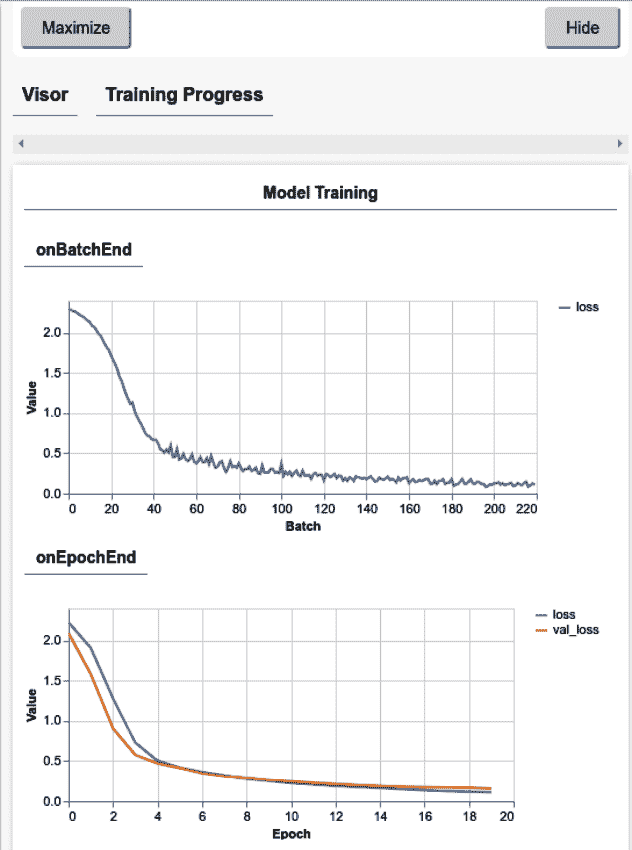 Maximize Hide
Visor Training Progress
Model Training
onBatchEnd
loss
2.0
1.5
1.0
0.5
0.0
Value
0 20 40 60 80 100 120 140 160 180 200 220
Batch
onEpochEnd
loss
val_loss
2.0
1.5
1.0
0.5
0.0
Value
0 2 4 6 8 10 12 14 16 18 20
Epoch